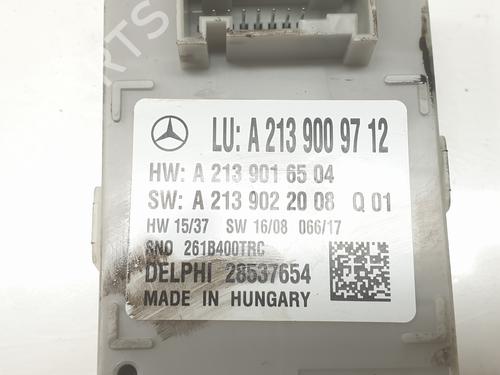 PARTS
LU: A 213 900 97 12
HW: A 213 901 65 04
SW: A 213 902 20 08 Q 01
HW 15/37 SW 16/08 066/17
SNO 261B400TRC
DELPHI 28537654
MADE IN HUNGARY